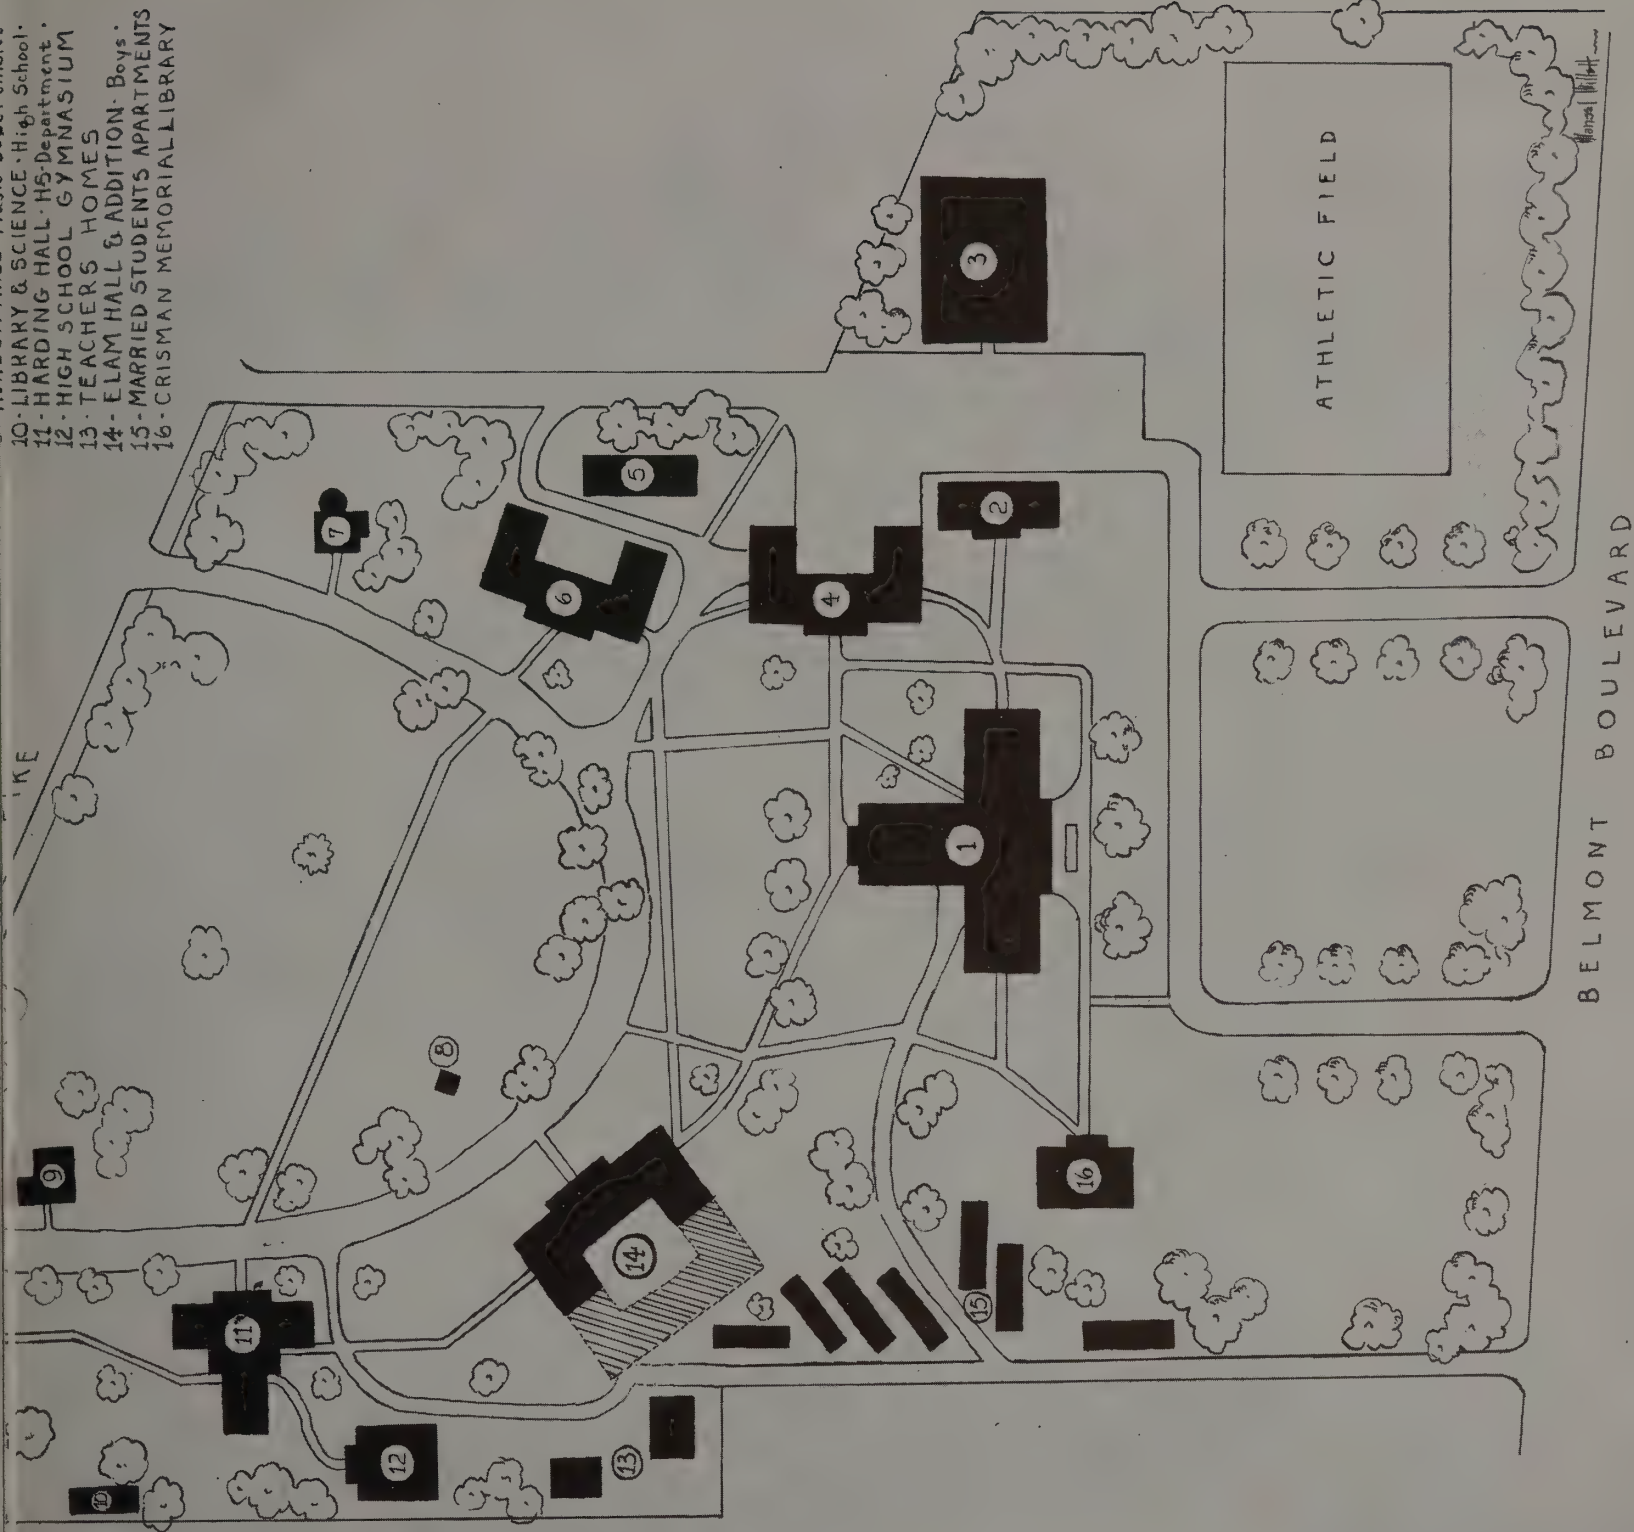 10 · LIBRARY & SCIENCE · High School ·
11 - HARDING HALL · HS · Department ·
12 · HIGH SCHOOL GYMNASIUM
13 · TEACHERS HOMES
14 - ELAM HALL & ADDITION · Boys ·
15 - MARRIED STUDENTS APARTMENTS
16 · CRISMAN MEMORIAL LIBRARY
IKE
9
8
7
5
6
3
2
4
1
10
11
12
13
14
15
16
ATHLETIC FIELD
BELMONT BOULEVARD